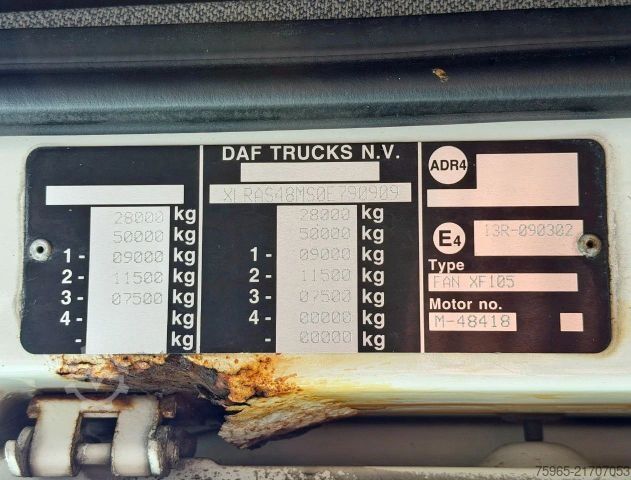 DAF TRUCKS N.V.
XLRAS48MS0E790909
28000 kg
50000 kg
1 - 09000 kg
2 - 11500 kg
3 - 07500 kg
4 - kg
- kg
28000 kg
50000 kg
1 - 09000 kg
2 - 11500 kg
3 - 07500 kg
4 - 00000 kg
- 00000 kg
ADR4
E4 13R-090302
Type
FAN XF105
Motor no.
M-48418
75965-21707053